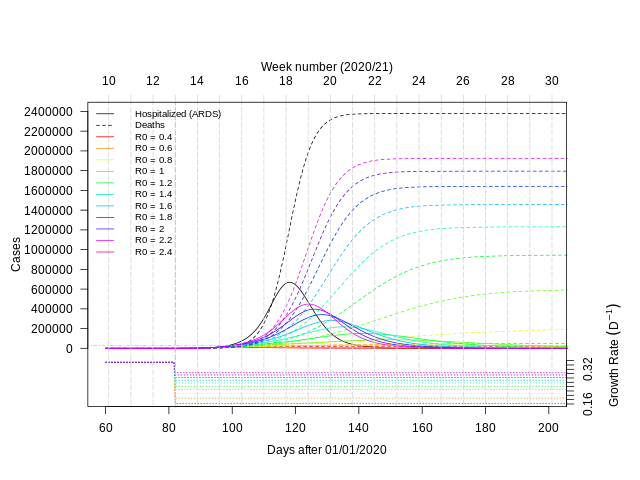 Week number (2020/21)
10 12 14 16 18 20 22 24 26 28 30
2400000
2200000
2000000
1800000
1600000
1400000
1200000
1000000
800000
600000
400000
200000
0
Cases
Hospitalized (ARDS)
Deaths
R0 = 0.4
R0 = 0.6
R0 = 0.8
R0 = 1
R0 = 1.2
R0 = 1.4
R0 = 1.6
R0 = 1.8
R0 = 2
R0 = 2.2
R0 = 2.4
0.32
0.16
Growth Rate (D⁻¹)
60 80 100 120 140 160 180 200
Days after 01/01/2020